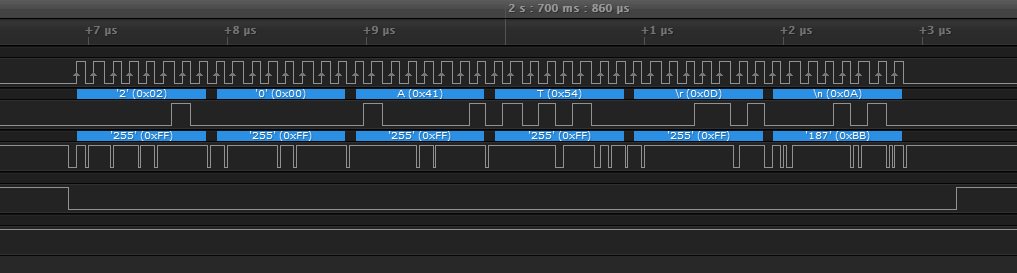 2 s : 700 ms : 860 µs
+7 µs +8 µs +9 µs +1 µs +2 µs +3 µs
'2' (0x02) '0' (0x00) A (0x41) T (0x54) \r (0x0D) \n (0x0A)
'255' (0xFF) '255' (0xFF) '255' (0xFF) '255' (0xFF) '255' (0xFF) '187' (0xBB)